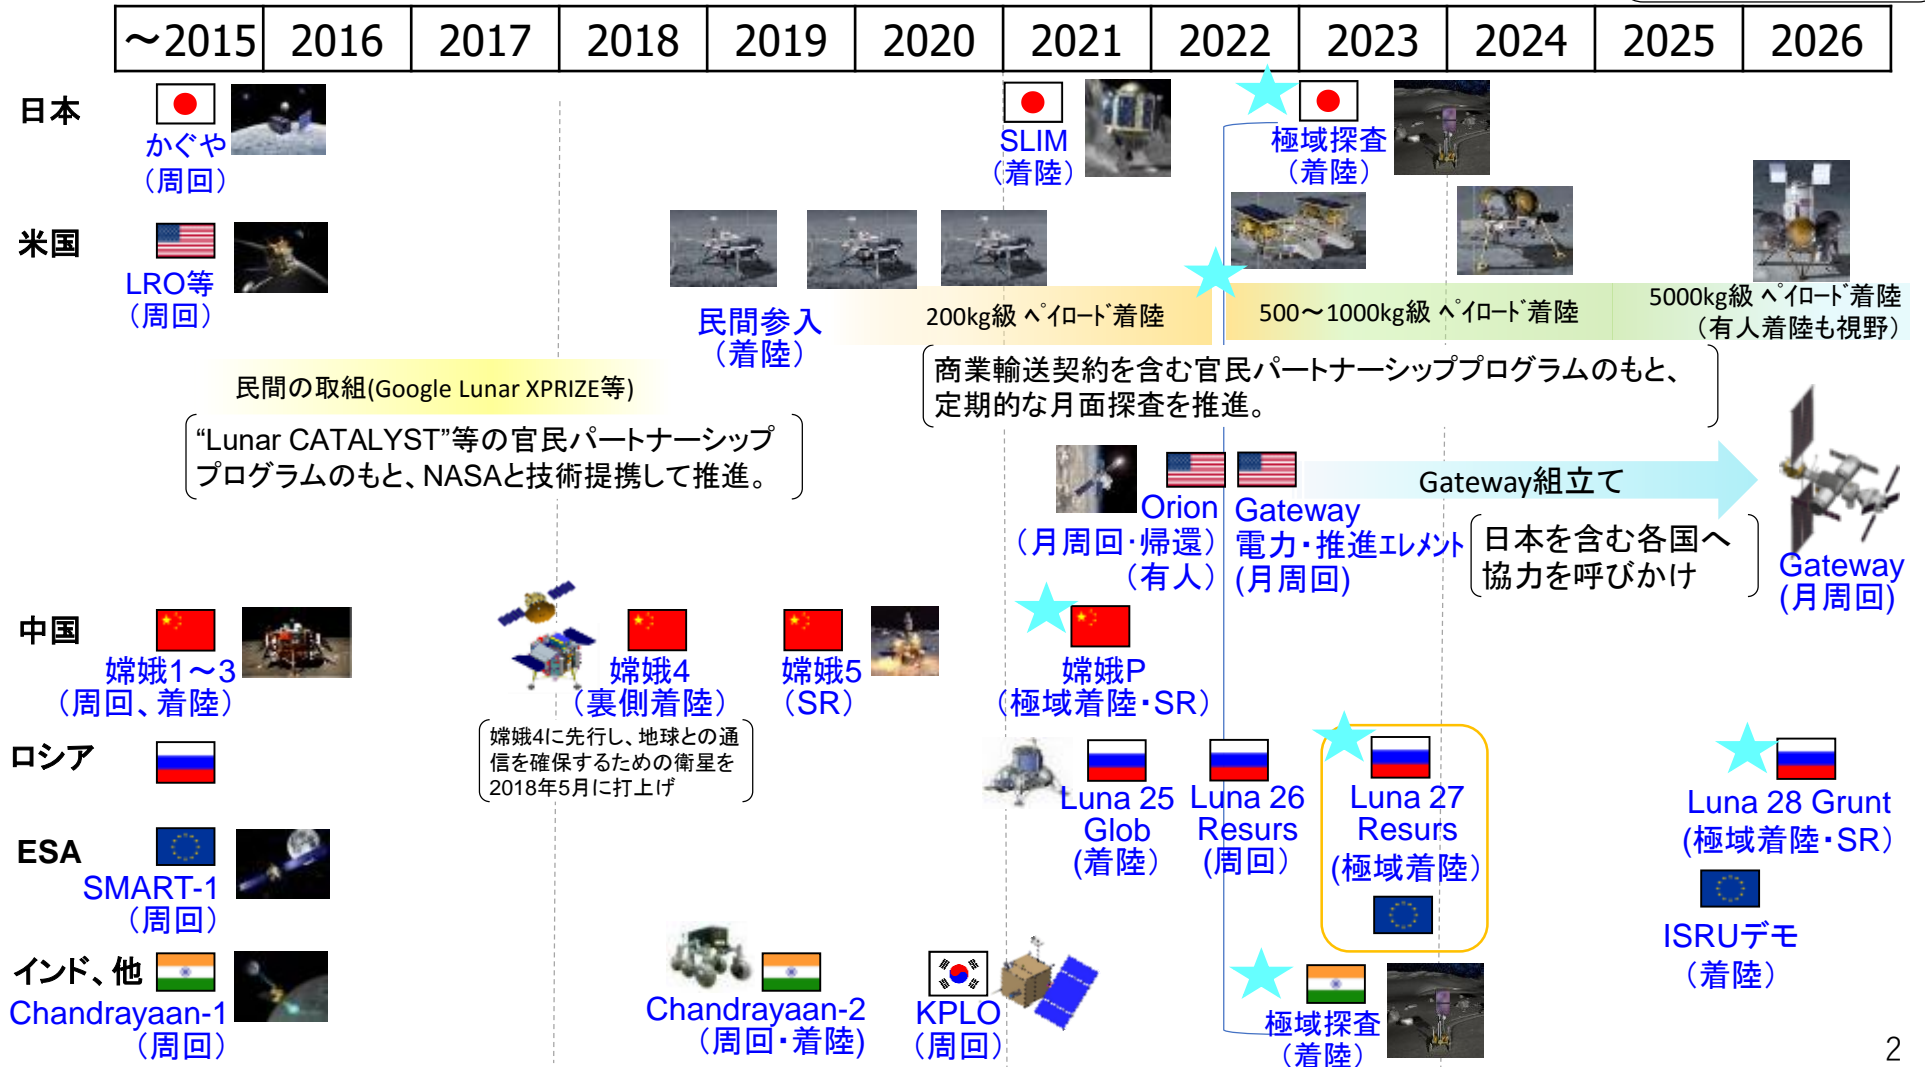 ～2015 2016 2017 2018 2019 2020 2021 2022 2023 2024 2025 2026
日本
かぐや
（周回）
SLIM
（着陸）
極域探査
（着陸）
米国
LRO等
（周回）
民間参入
（着陸）
200kg級 ﾍﾟｲﾛｰﾄﾞ着陸
500～1000kg級 ﾍﾟｲﾛｰﾄﾞ着陸
5000kg級 ﾍﾟｲﾛｰﾄﾞ着陸
（有人着陸も視野）
民間の取組(Google Lunar XPRIZE等)
“Lunar CATALYST”等の官民パートナーシップ
プログラムのもと、NASAと技術提携して推進。
商業輸送契約を含む官民パートナーシッププログラムのもと、
定期的な月面探査を推進。
Orion
（月周回・帰還）
（有人）
Gateway
電力・推進ｴﾚﾒﾝﾄ
(月周回)
Gateway組立て
日本を含む各国へ
協力を呼びかけ
Gateway
(月周回)
中国
嫦娥1～3
（周回、着陸）
嫦娥4
（裏側着陸）
嫦娥5
（SR）
嫦娥P
（極域着陸・SR）
嫦娥4に先行し、地球との通
信を確保するための衛星を
2018年5月に打上げ
ロシア
Luna 25
Glob
(着陸）
Luna 26
Resurs
(周回）
Luna 27
Resurs
(極域着陸）
Luna 28 Grunt
(極域着陸・SR）
ESA
SMART-1
（周回）
ISRUデモ
（着陸）
インド、他
Chandrayaan-1
（周回）
Chandrayaan-2
（周回・着陸)
KPLO
（周回）
極域探査
（着陸）
2